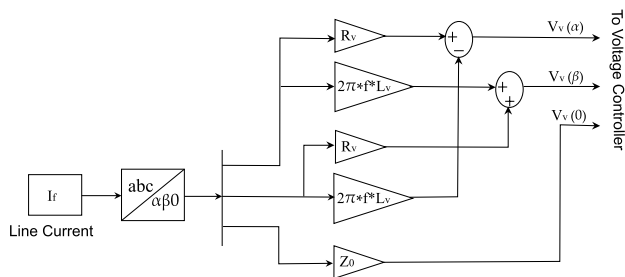 Rv
+
−
Vv(α)
2π*f*Lv
+
+
Vv(β)
Vv(0)
To Voltage Controller
Rv
If
abc
αβ0
2π*f*Lv
Line Current
Z0